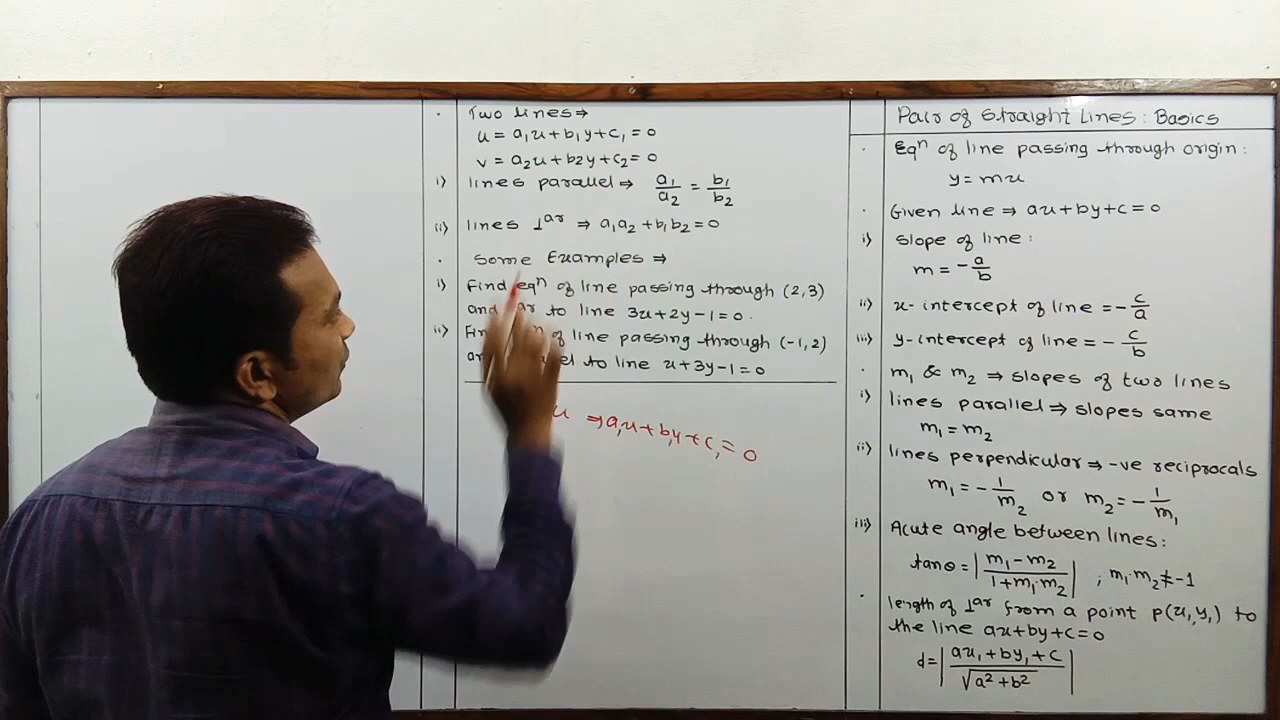 Pair of Straight Lines: Basics
· Eqⁿ of line passing through origin:
y = mx
· Given line ⇒ ax + by + c = 0
i) slope of line:
m = -a/b
ii) x-intercept of line = -c/a
iii) y-intercept of line = -c/b
· m₁ & m₂ ⇒ slopes of two lines
i) lines parallel ⇒ slopes same
m₁ = m₂
ii) lines perpendicular ⇒ -ve reciprocals
m₁ = -1/m₂ or m₂ = -1/m₁
iii) Acute angle between lines:
tanθ = |(m₁ - m₂)/(1 + m₁·m₂)| ; m₁·m₂ ≠ -1
· length of ⊥ar from a point P(x₁, y₁) to
the line ax + by + c = 0
d = |(ax₁ + by₁ + c)/√(a² + b²)|
· Two lines ⇒
u = a₁x + b₁y + c₁ = 0
v = a₂x + b₂y + c₂ = 0
i) lines parallel ⇒ a₁/a₂ = b₁/b₂
ii) lines ⊥ar ⇒ a₁a₂ + b₁b₂ = 0
· Some Examples ⇒
i) Find eqⁿ of line passing through (2,3)
and to line 3x + 2y - 1 = 0.
ii) of line passing through (-1,2)
to line x + 3y - 1 = 0
u ⇒ a₁x + b₁y + c₁ = 0